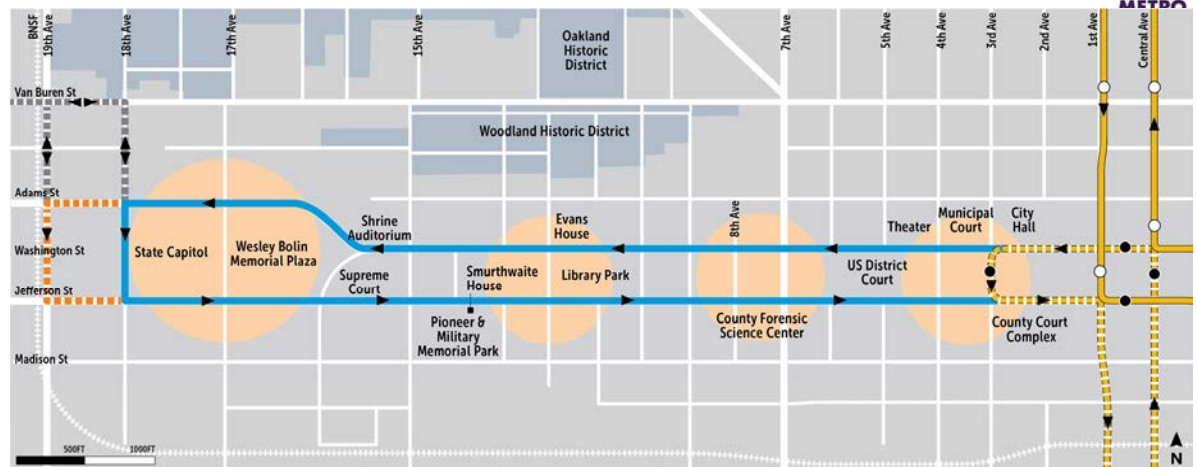 METRO
BNSF
19th Ave
18th Ave
17th Ave
15th Ave
7th Ave
5th Ave
4th Ave
3rd Ave
2nd Ave
1st Ave
Central Ave
Oakland
Historic
District
Van Buren St
Woodland Historic District
Adams St
Washington St
Jefferson St
Madison St
State Capitol
Wesley Bolin
Memorial Plaza
Shrine
Auditorium
Supreme
Court
Smurthwaite
House
Pioneer &
Military
Memorial Park
Evans
House
Library Park
8th Ave
County Forensic
Science Center
US District
Court
Theater
Municipal
Court
City
Hall
County Court
Complex
500FT
1000FT
N